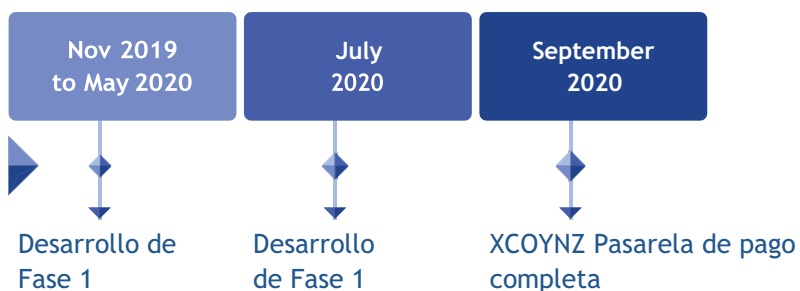 Nov 2019
to May 2020
July
2020
September
2020
Desarrollo de
Fase 1
Desarrollo
de Fase 1
XCOYNZ Pasarela de pago
completa